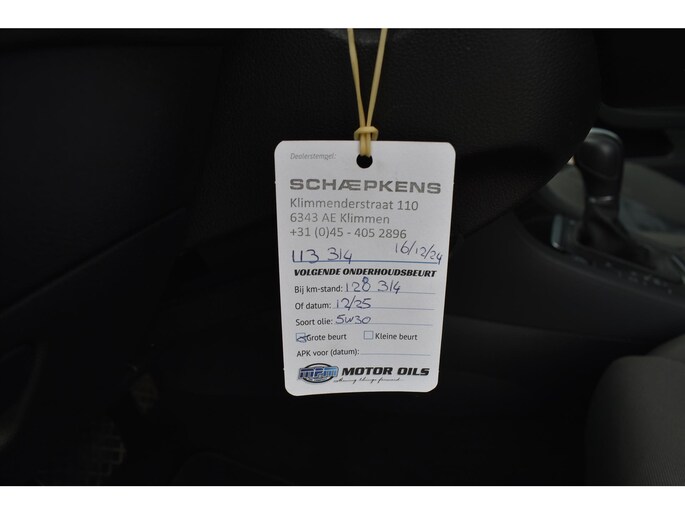 Dealerstempel:
SCHÆPKENS
Klimmenderstraat 110
6343 AE Klimmen
+31 (0)45 - 405 2896
113 314 16/12/24
VOLGENDE ONDERHOUDSBEURT
Bij km-stand: 128 314
Of datum: 12/25
Soort olie: 5W30
Grote beurt Kleine beurt
APK voor (datum):
MPM MOTOR OILS